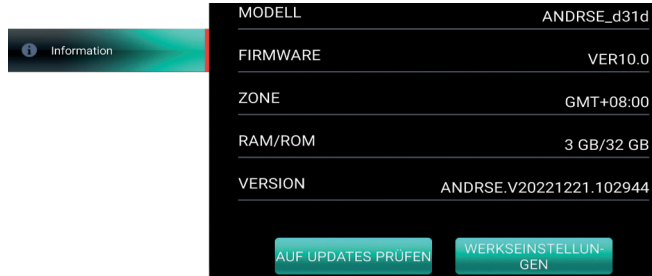 MODELL ANDRSE_d31d
Information
FIRMWARE VER10.0
ZONE GMT+08:00
RAM/ROM 3 GB/32 GB
VERSION ANDRSE.V20221221.102944
AUF UPDATES PRÜFEN
WERKSEINSTELLUN-
GEN